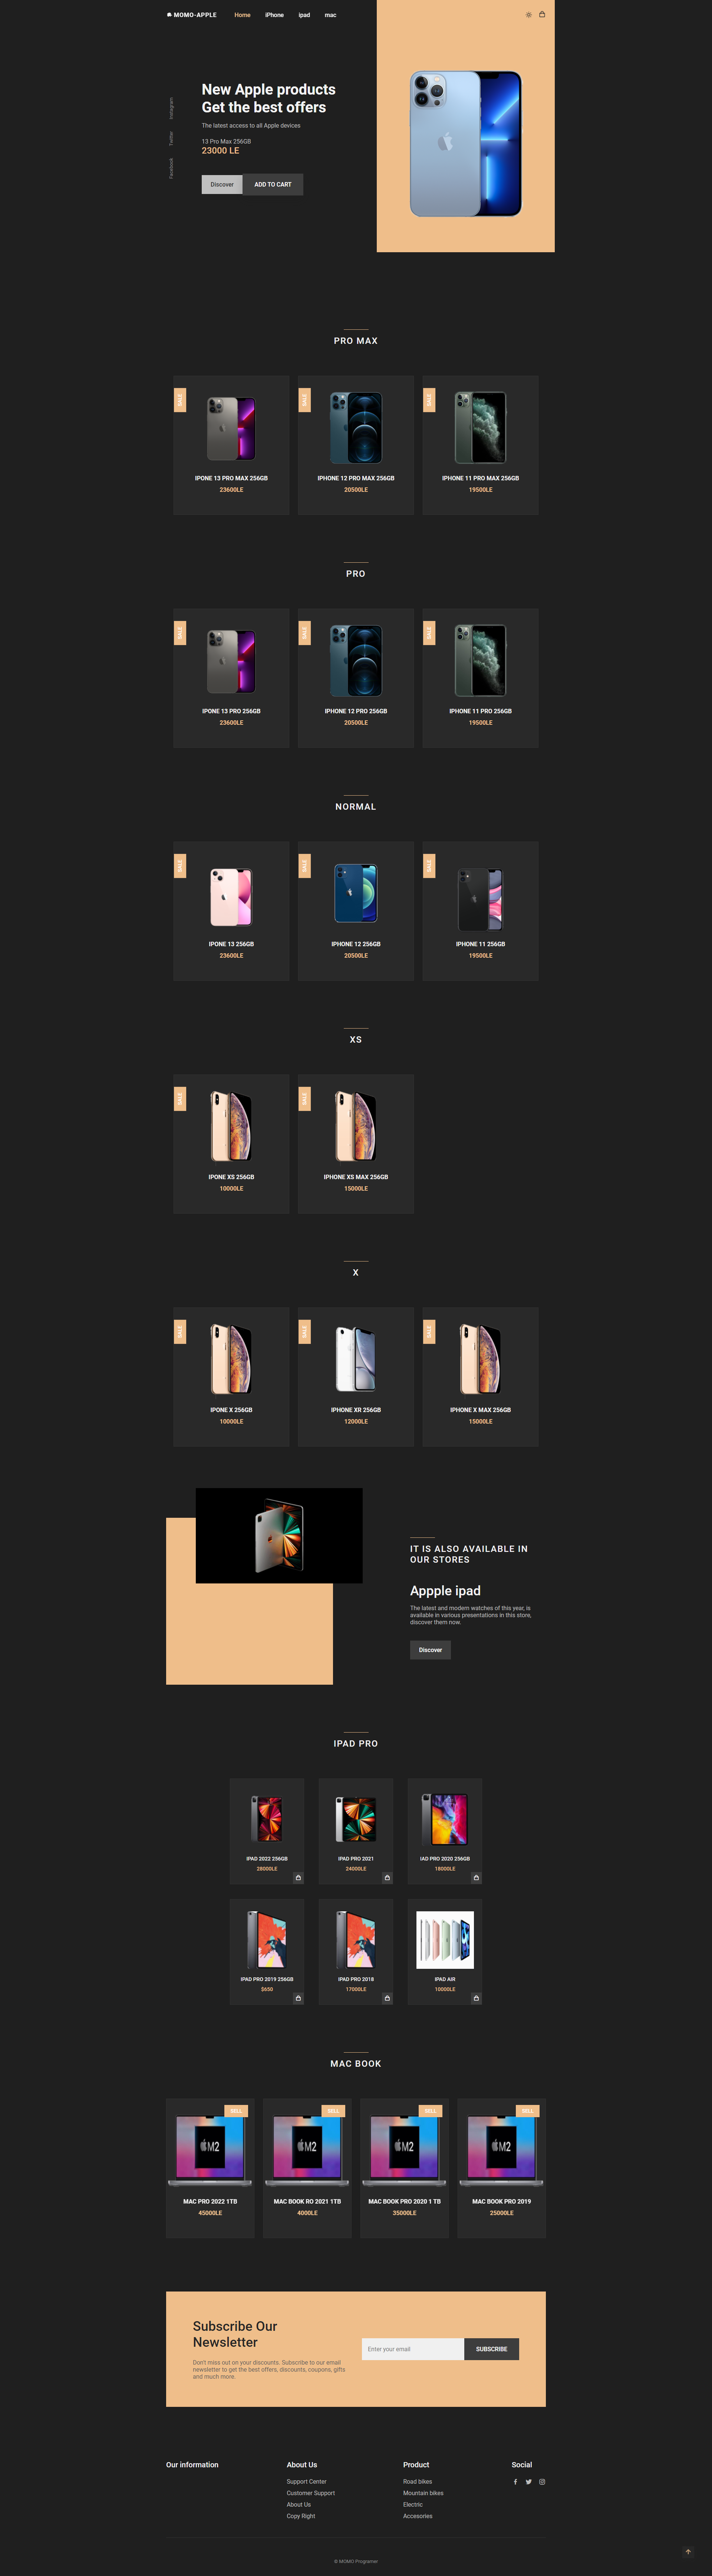 MOMO-APPLE
Home
iPhone
ipad
mac
Instagram
Twitter
Facebook
New Apple products
Get the best offers
The latest access to all Apple devices
13 Pro Max 256GB
23000 LE
Discover
ADD TO CART
PRO MAX
SALE
IPONE 13 PRO MAX 256GB
23600LE
SALE
IPHONE 12 PRO MAX 256GB
20500LE
SALE
IPHONE 11 PRO MAX 256GB
19500LE
PRO
SALE
IPONE 13 PRO 256GB
23600LE
SALE
IPHONE 12 PRO 256GB
20500LE
SALE
IPHONE 11 PRO 256GB
19500LE
NORMAL
SALE
IPONE 13 256GB
23600LE
SALE
IPHONE 12 256GB
20500LE
SALE
IPHONE 11 256GB
19500LE
XS
SALE
IPONE XS 256GB
10000LE
SALE
IPHONE XS MAX 256GB
15000LE
X
SALE
IPONE X 256GB
10000LE
SALE
IPHONE XR 256GB
12000LE
SALE
IPHONE X MAX 256GB
15000LE
IT IS ALSO AVAILABLE IN
OUR STORES
Appple ipad
The latest and modern watches of this year, is
available in various presentations in this store,
discover them now.
Discover
IPAD PRO
IPAD 2022 256GB
28000LE
IPAD PRO 2021
24000LE
IAD PRO 2020 256GB
18000LE
IPAD PRO 2019 256GB
$650
IPAD PRO 2018
17000LE
IPAD AIR
10000LE
MAC BOOK
SELL
M2
MAC PRO 2022 1TB
45000LE
SELL
M2
MAC BOOK RO 2021 1TB
4000LE
SELL
M2
MAC BOOK PRO 2020 1 TB
35000LE
SELL
M2
MAC BOOK PRO 2019
25000LE
Subscribe Our
Newsletter
Don't miss out on your discounts. Subscribe to our email
newsletter to get the best offers, discounts, coupons, gifts
and much more.
Enter your email
SUBSCRIBE
Our information
About Us
Support Center
Customer Support
About Us
Copy Right
Product
Road bikes
Mountain bikes
Electric
Accesories
Social
© MOMO Programer